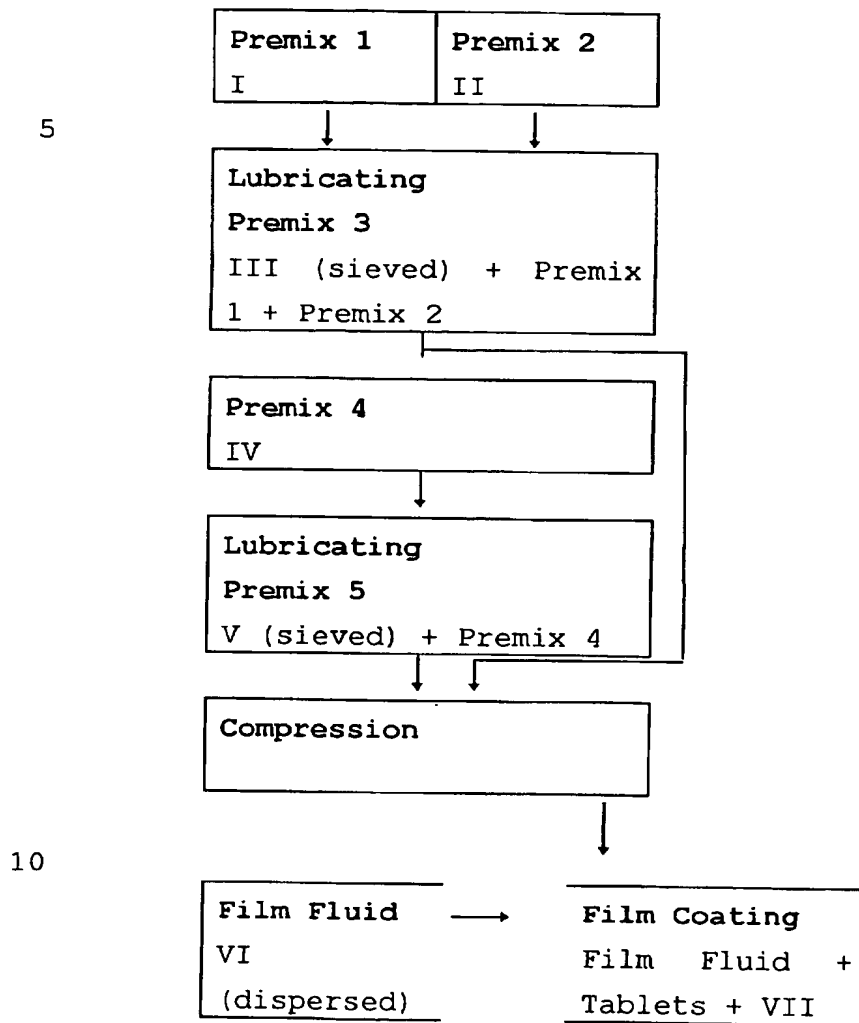 Premix 1 Premix 2
I II
5
Lubricating
Premix 3
III (sieved) + Premix
1 + Premix 2
Premix 4
IV
Lubricating
Premix 5
V (sieved) + Premix 4
Compression
10
Film Fluid
VI
(dispersed)
Film Coating
Film Fluid +
Tablets + VII